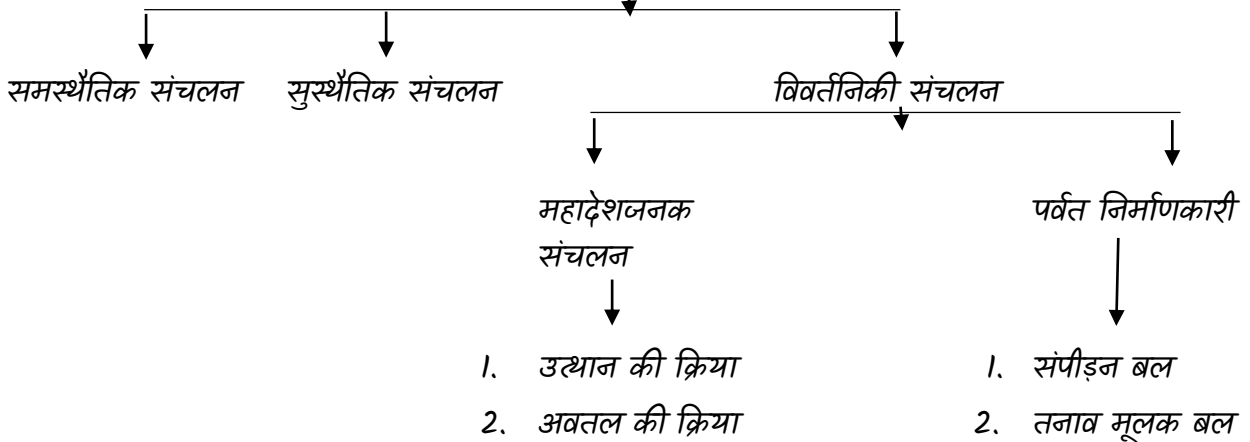 समस्थैतिक संचलन सुस्थैतिक संचलन विवर्तनिकी संचलन
महादेशजनक पर्वत निर्माणकारी
संचलन
1. उत्थान की क्रिया 1. संपीड़न बल
2. अवतल की क्रिया 2. तनाव मूलक बल